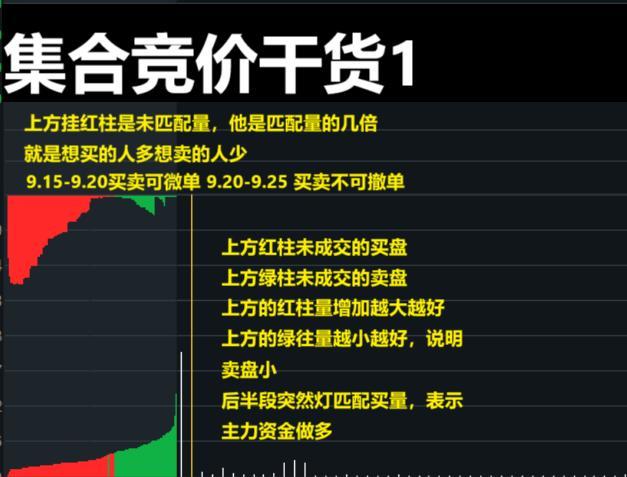 集合竞价干货1
上方挂红柱是未匹配量，他是匹配量的几倍
就是想买的人多想卖的人少
9.15-9.20买卖可微单 9.20-9.25 买卖不可撤单
上方红柱未成交的买盘
上方绿柱未成交的卖盘
上方的红柱量增加越大越好
上方的绿往量越小越好，说明
卖盘小
后半段突然灯匹配买量，表示
主力资金做多